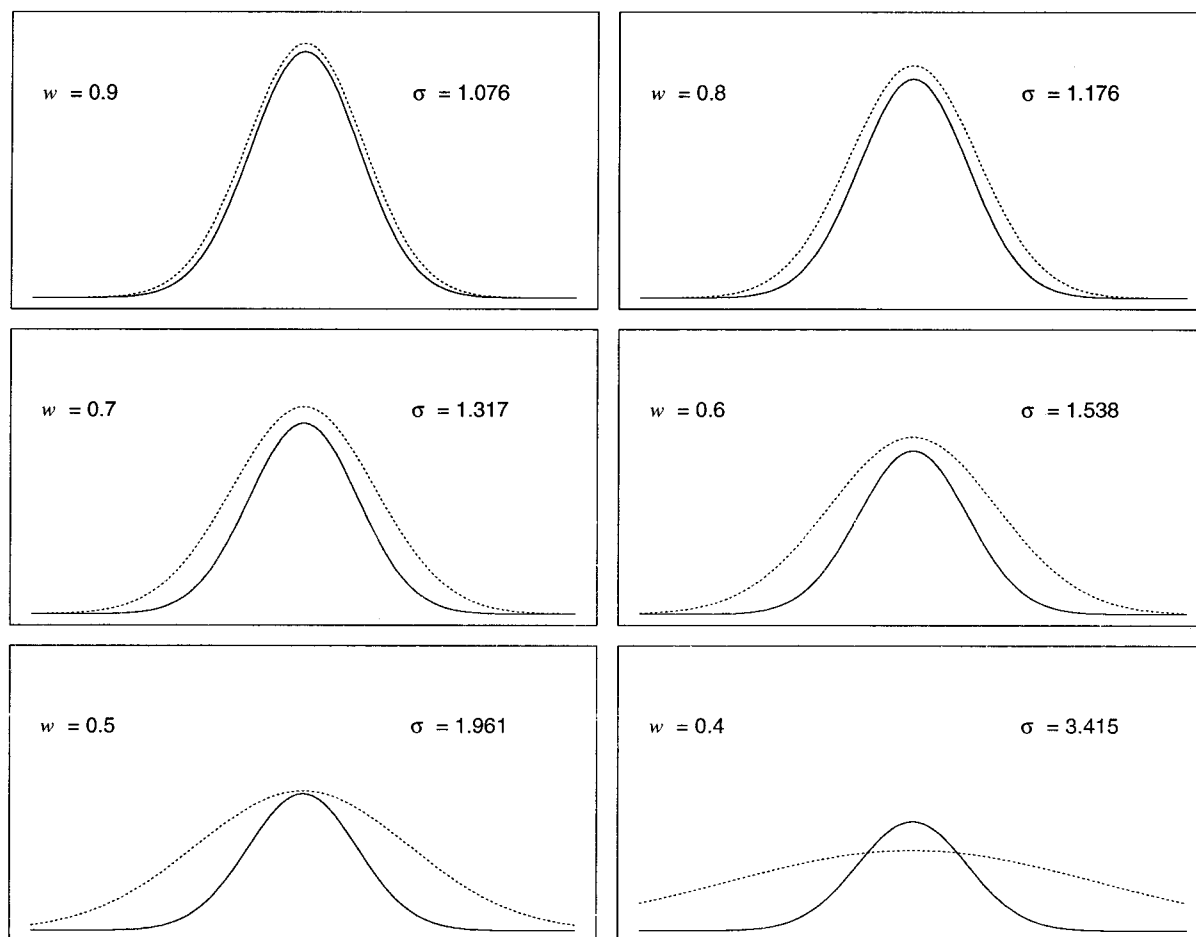 w = 0.9
σ = 1.076
w = 0.8
σ = 1.176
w = 0.7
σ = 1.317
w = 0.6
σ = 1.538
w = 0.5
σ = 1.961
w = 0.4
σ = 3.415